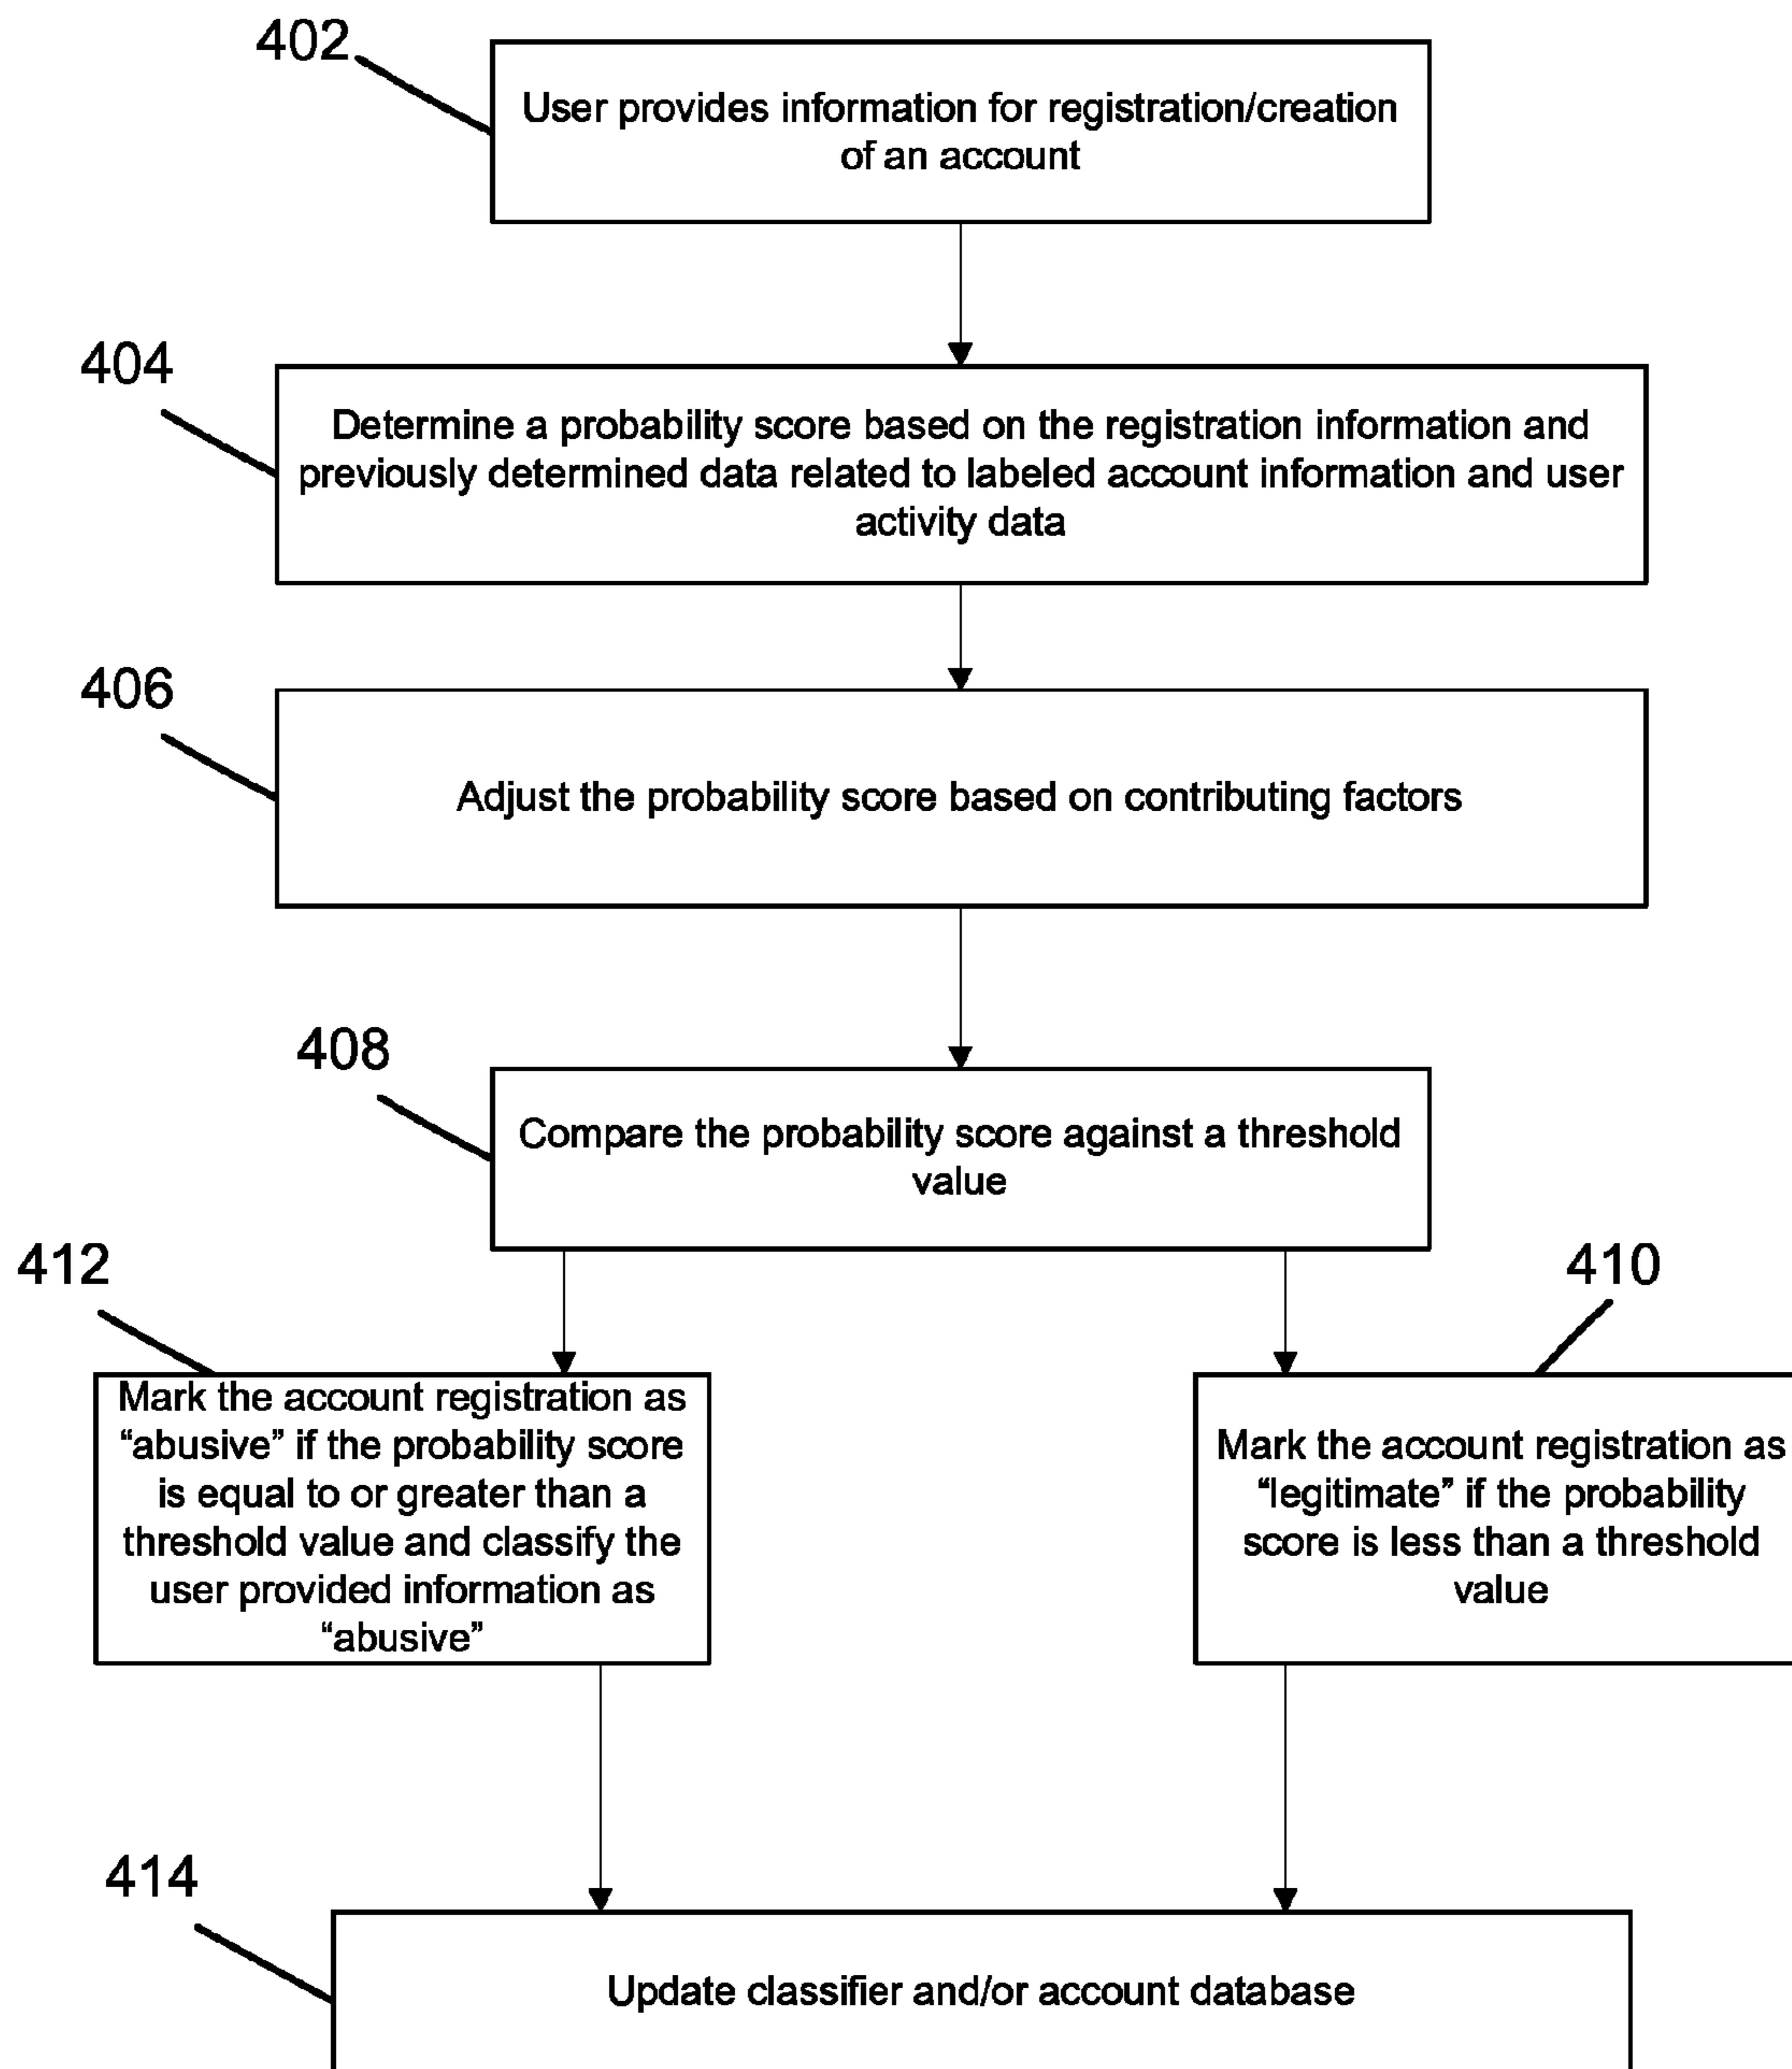 402
User provides information for registration/creation
of an account
404
Determine a probability score based on the registration information and
previously determined data related to labeled account information and user
activity data
406
Adjust the probability score based on contributing factors
408
Compare the probability score against a threshold
value
412
Mark the account registration as
“abusive” if the probability score
is equal to or greater than a
threshold value and classify the
user provided information as
“abusive”
410
Mark the account registration as
“legitimate” if the probability
score is less than a threshold
value
414
Update classifier and/or account database